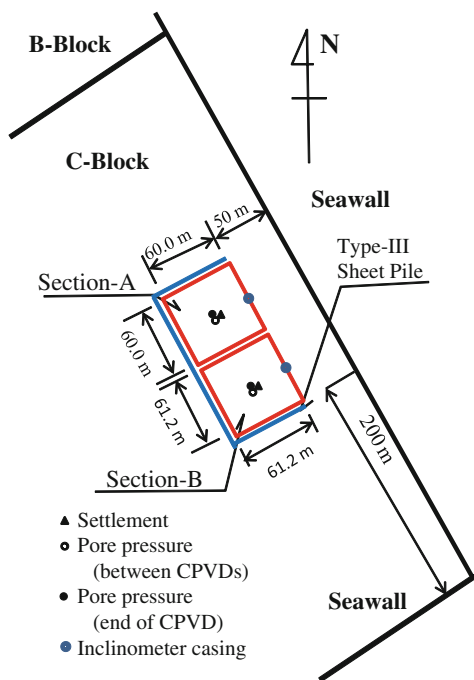 B-Block
N
C-Block
Seawall
60.0 m
50 m
Type-III
Sheet Pile
Section-A
60.0 m
61.2 m
200 m
61.2 m
Section-B
Settlement
Pore pressure
(between CPVDs)
Pore pressure
(end of CPVD)
Inclinometer casing
Seawall